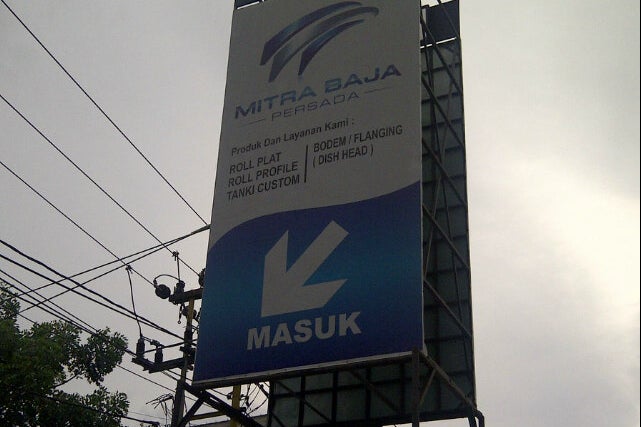 MITRA BAJA
PERSADA
Produk Dan Layanan Kami :
ROLL PLAT
ROLL PROFILE
TANKI CUSTOM
BODEM / FLANGING
( DISH HEAD )
MASUK